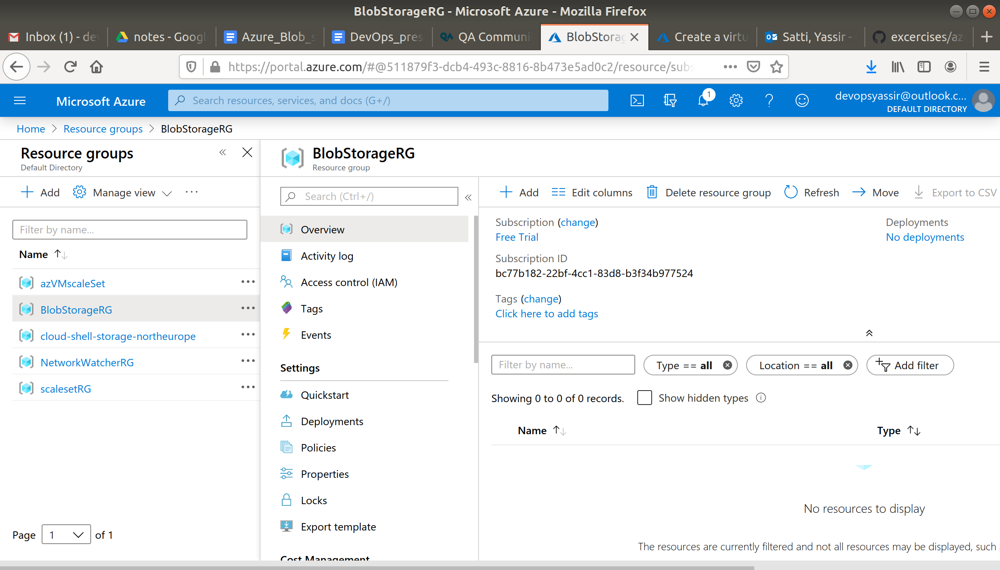 BlobStorageRG - Microsoft Azure - Mozilla Firefox
Inbox (1) - de
notes - Googl
Azure_Blob_s
DevOps_pres
QA Communi
BlobStorag
Create a virtu
Satti, Yassir -
excercises/az
https://portal.azure.com/#@511879f3-dcb4-493c-8816-8b473e5ad0c2/resource/subs
Microsoft Azure
Search resources, services, and docs (G+/)
1
devopsyassir@outlook.c...
DEFAULT DIRECTORY
Home > Resource groups > BlobStorageRG
Resource groups
Default Directory
Add
Manage view
Filter by name...
Name
azVMscaleSet
BlobStorageRG
cloud-shell-storage-northeurope
NetworkWatcherRG
scalesetRG
Page 1 of 1
BlobStorageRG
Resource group
Search (Ctrl+/)
Overview
Activity log
Access control (IAM)
Tags
Events
Settings
Quickstart
Deployments
Policies
Properties
Locks
Export template
Cost Management
Add
Edit columns
Delete resource group
Refresh
Move
Export to CSV
Subscription (change)
Free Trial
Deployments
No deployments
Subscription ID
bc77b182-22bf-4cc1-83d8-b3f34b977524
Tags (change)
Click here to add tags
Filter by name...
Type == all
Location == all
Add filter
Showing 0 to 0 of 0 records.
Show hidden types
Name
Type
No resources to display
The resources are currently filtered and not all resources may be displayed, such